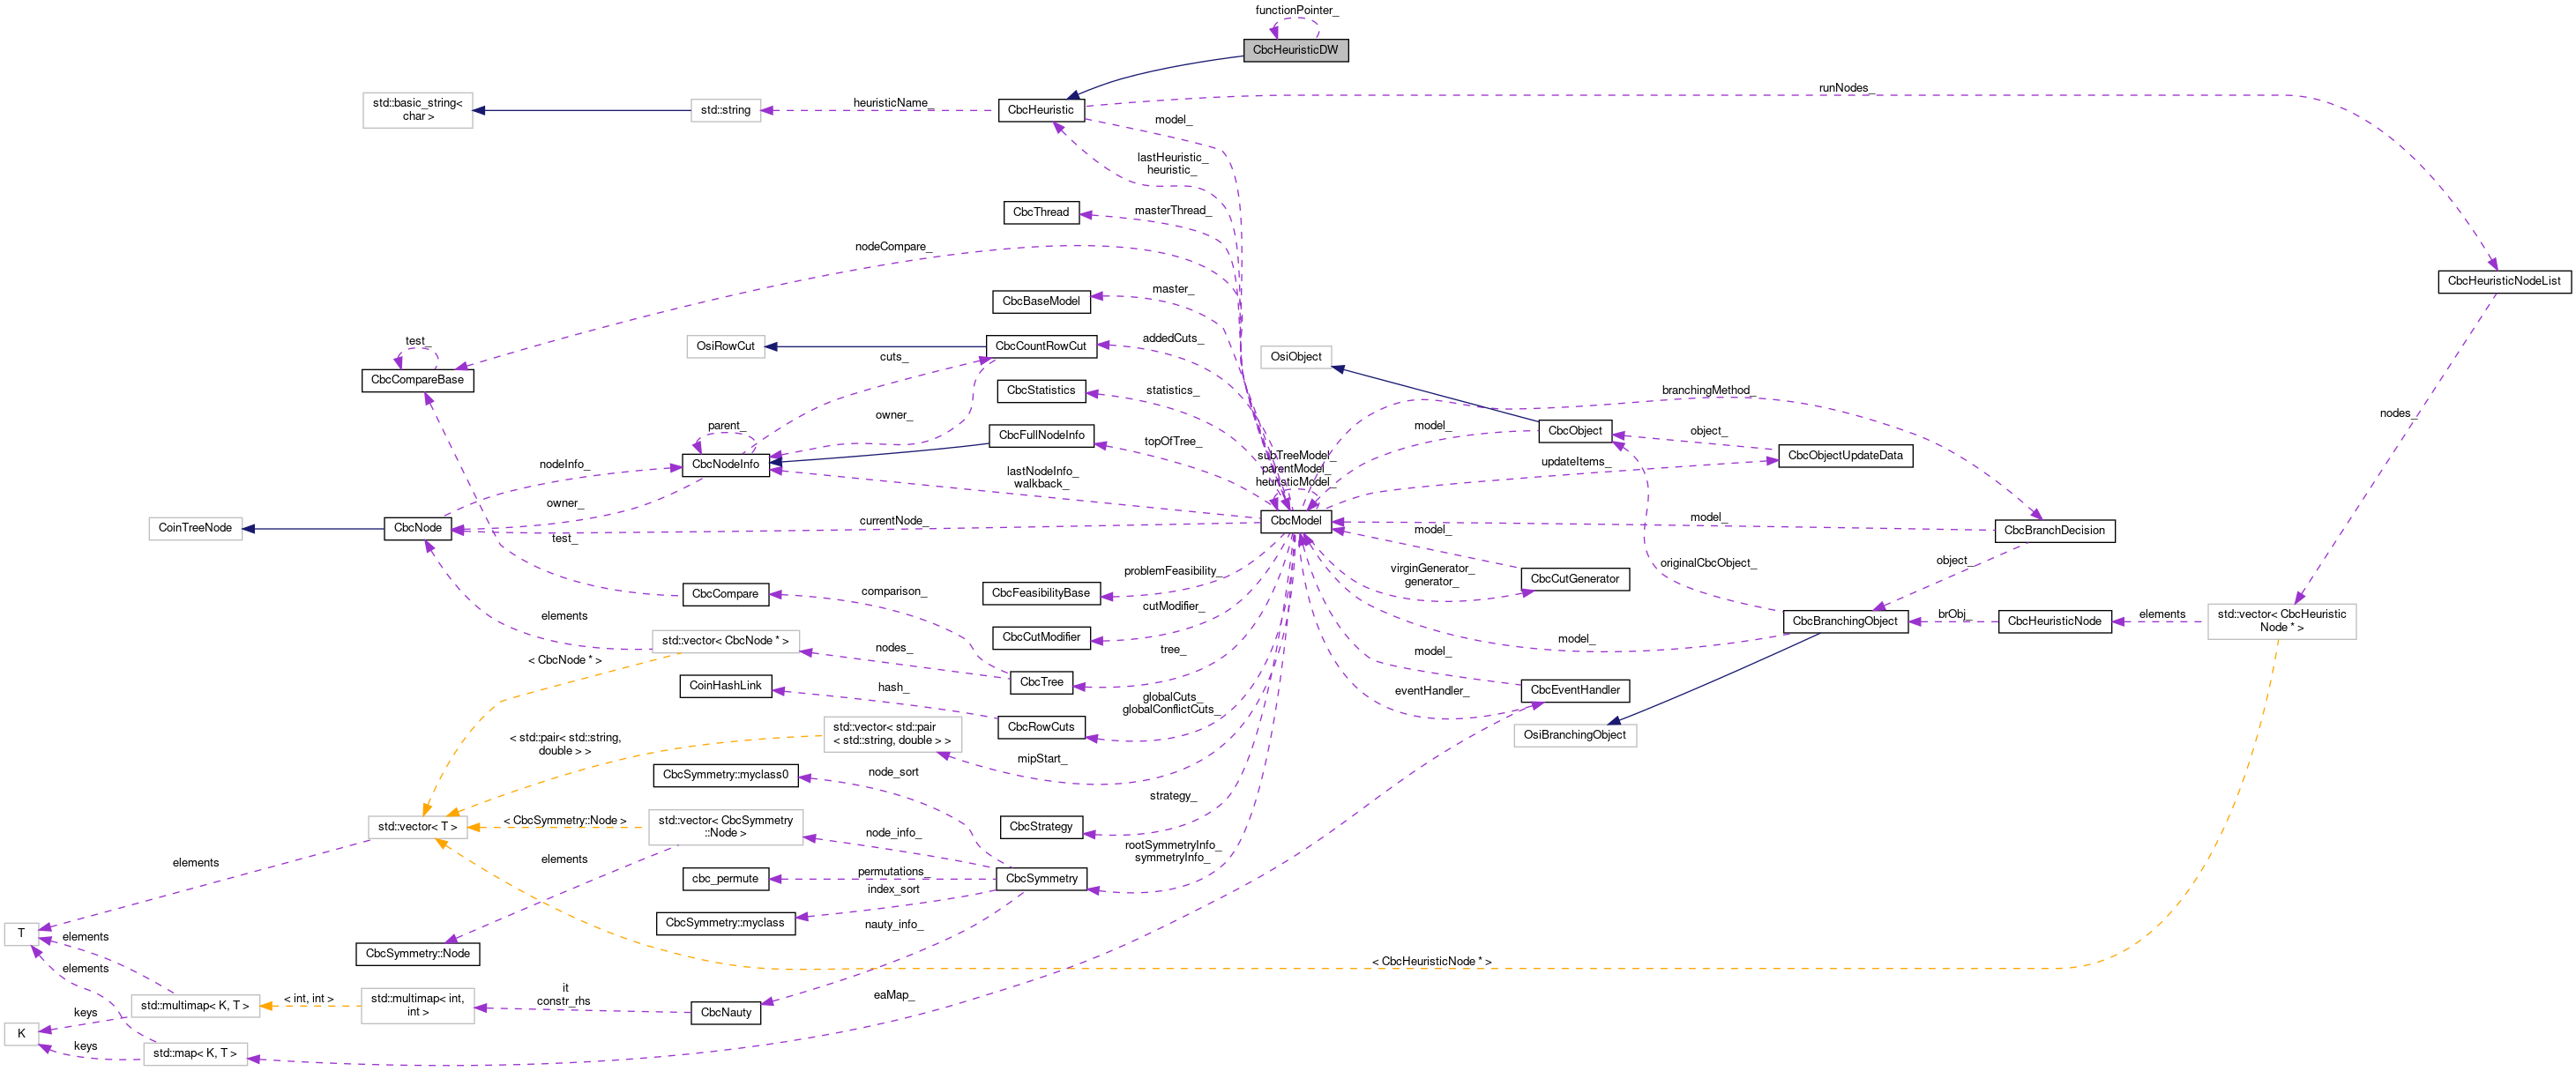 functionPointer_
CbcHeuristicDW
runNodes_
std::basic_string<
char >
std::string
heuristicName_
CbcHeuristic
model_
lastHeuristic_
heuristic_
CbcThread
masterThread_
nodeCompare_
CbcHeuristicNodeList
CbcBaseModel
master_
test_
CbcCompareBase
OsiRowCut
cuts_
CbcCountRowCut
addedCuts_
OsiObject
CbcStatistics
statistics_
branchingMethod_
nodes_
owner_
parent_
CbcNodeInfo
CbcFullNodeInfo
topOfTree_
model_
CbcObject
object_
CbcObjectUpdateData
nodeInfo_
lastNodeInfo_
walkback_
subTreeModel_
parentModel_
heuristicModel_
updateItems_
owner_
CoinTreeNode
CbcNode
currentNode_
CbcModel
model_
model_
CbcBranchDecision
test_
originalCbcObject_
object_
problemFeasibility_
CbcFeasibilityBase
virginGenerator_
generator_
CbcCutGenerator
CbcCompare
comparison_
elements
cutModifier_
CbcCutModifier
CbcBranchingObject
brObj_
CbcHeuristicNode
elements
std::vector< CbcHeuristic
Node * >
std::vector< CbcNode * >
nodes_
tree_
model_
model_
< CbcNode * >
CoinHashLink
hash_
CbcTree
eventHandler_
CbcEventHandler
globalCuts_
globalConflictCuts_
CbcRowCuts
OsiBranchingObject
< std::pair< std::string,
double > >
std::vector< std::pair
< std::string, double > >
mipStart_
CbcSymmetry::myclass0
node_sort
strategy_
std::vector< T >
< CbcSymmetry::Node >
std::vector< CbcSymmetry
::Node >
node_info_
CbcStrategy
elements
elements
rootSymmetryInfo_
symmetryInfo_
cbc_permute
permutations_
CbcSymmetry
index_sort
CbcSymmetry::myclass
nauty_info_
T
elements
CbcSymmetry::Node
elements
< CbcHeuristicNode * >
std::multimap< K, T >
< int, int >
std::multimap< int,
int >
it
constr_rhs
CbcNauty
eaMap_
keys
K
keys
std::map< K, T >